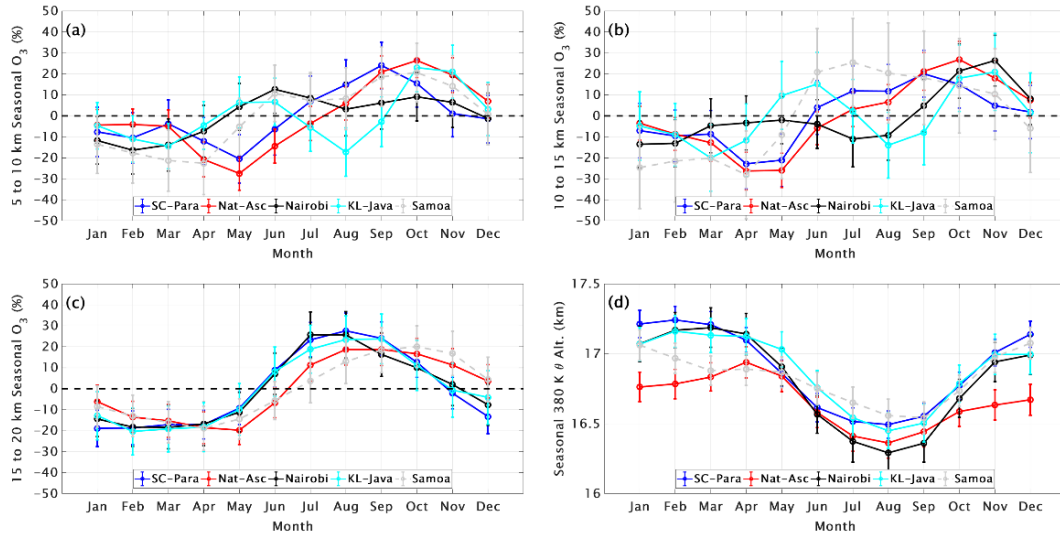 (a)
5 to 10 km Seasonal O3 (%)
50
40
30
20
10
0
-10
-20
-30
-40
-50
SC-Para Nat-Asc Nairobi KL-Java Samoa
Jan Feb Mar Apr May Jun Jul Aug Sep Oct Nov Dec
Month
(b)
10 to 15 km Seasonal O3 (%)
50
40
30
20
10
0
-10
-20
-30
-40
-50
SC-Para Nat-Asc Nairobi KL-Java Samoa
Jan Feb Mar Apr May Jun Jul Aug Sep Oct Nov Dec
Month
(c)
15 to 20 km Seasonal O3 (%)
50
40
30
20
10
0
-10
-20
-30
-40
-50
SC-Para Nat-Asc Nairobi KL-Java Samoa
Jan Feb Mar Apr May Jun Jul Aug Sep Oct Nov Dec
Month
(d)
Seasonal 380 K θ Alt. (km)
17.5
17
16.5
16
SC-Para Nat-Asc Nairobi KL-Java Samoa
Jan Feb Mar Apr May Jun Jul Aug Sep Oct Nov Dec
Month